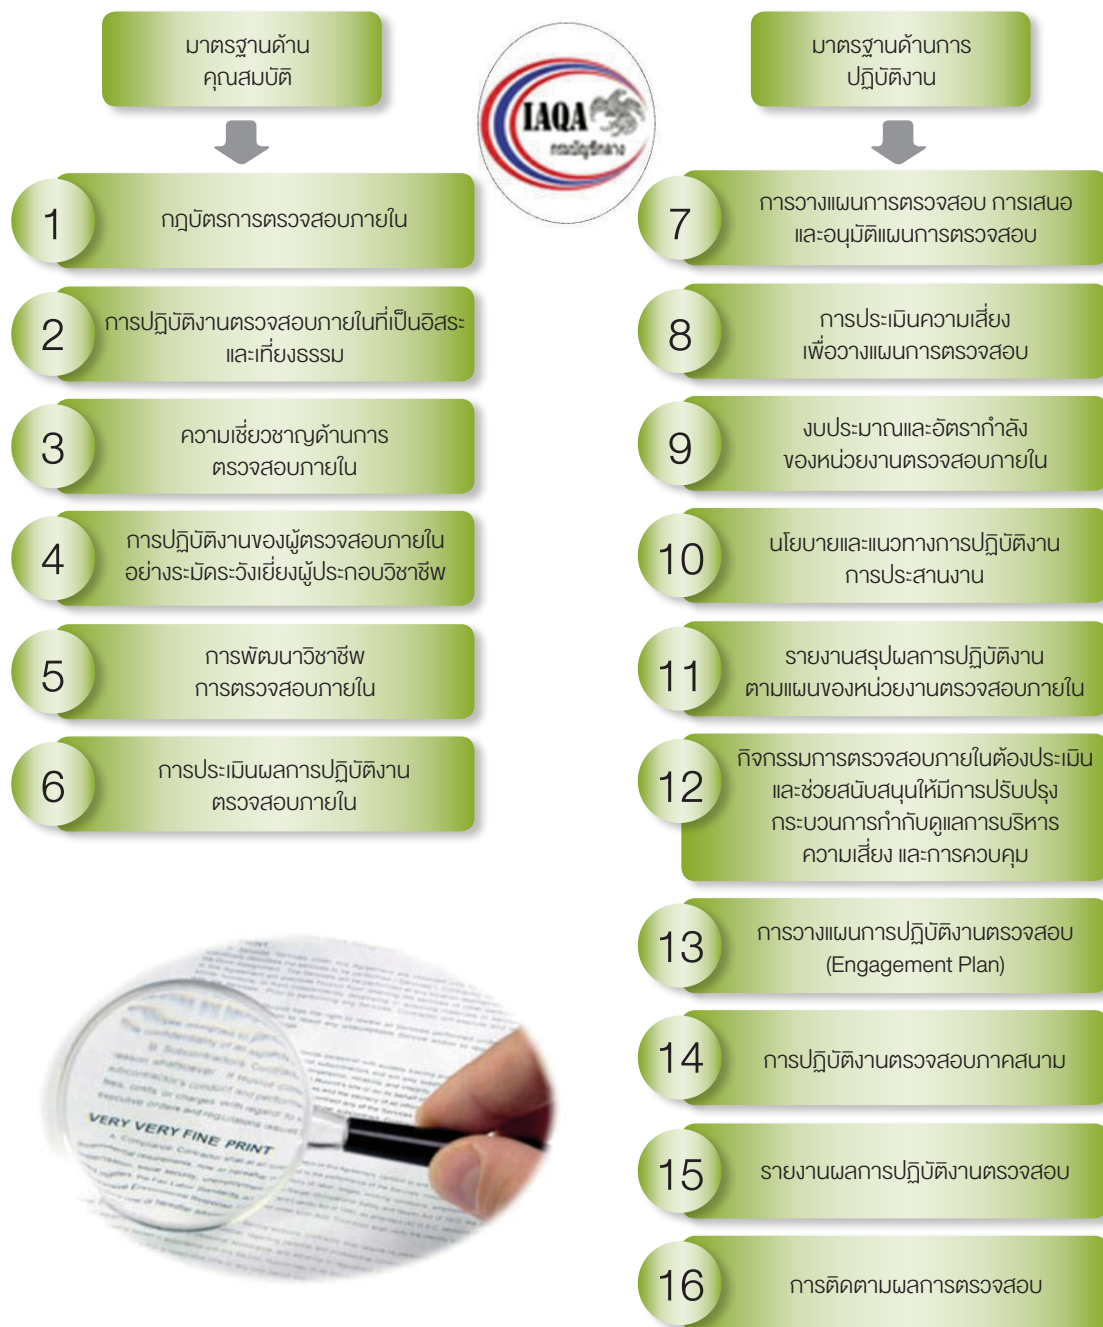 มาตรฐานด้าน
คุณสมบัติ
1
กฎบัตรการตรวจสอบภายใน
2
การปฏิบัติงานตรวจสอบภายในที่เป็นอิสระ
และเที่ยงธรรม
3
ความเชี่ยวชาญด้านการ
ตรวจสอบภายใน
4
การปฏิบัติงานของผู้ตรวจสอบภายใน
อย่างระมัดระวังเยี่ยงผู้ประกอบวิชาชีพ
5
การพัฒนาวิชาชีพ
การตรวจสอบภายใน
6
การประเมินผลการปฏิบัติงาน
ตรวจสอบภายใน
IAQA
กรมบัญชีกลาง
มาตรฐานด้านการ
ปฏิบัติงาน
7
การวางแผนการตรวจสอบ การเสนอ
และอนุมัติแผนการตรวจสอบ
8
การประเมินความเสี่ยง
เพื่อวางแผนการตรวจสอบ
9
งบประมาณและอัตรากำลัง
ของหน่วยงานตรวจสอบภายใน
10
นโยบายและแนวทางการปฏิบัติงาน
การประสานงาน
11
รายงานสรุปผลการปฏิบัติงาน
ตามแผนของหน่วยงานตรวจสอบภายใน
12
กิจกรรมการตรวจสอบภายในต้องประเมิน
และช่วยสนับสนุนให้มีการปรับปรุง
กระบวนการกำกับดูแลการบริหาร
ความเสี่ยง และการควบคุม
13
การวางแผนการปฏิบัติงานตรวจสอบ
(Engagement Plan)
14
การปฏิบัติงานตรวจสอบภาคสนาม
15
รายงานผลการปฏิบัติงานตรวจสอบ
16
การติดตามผลการตรวจสอบ
VERY VERY FINE PRINT